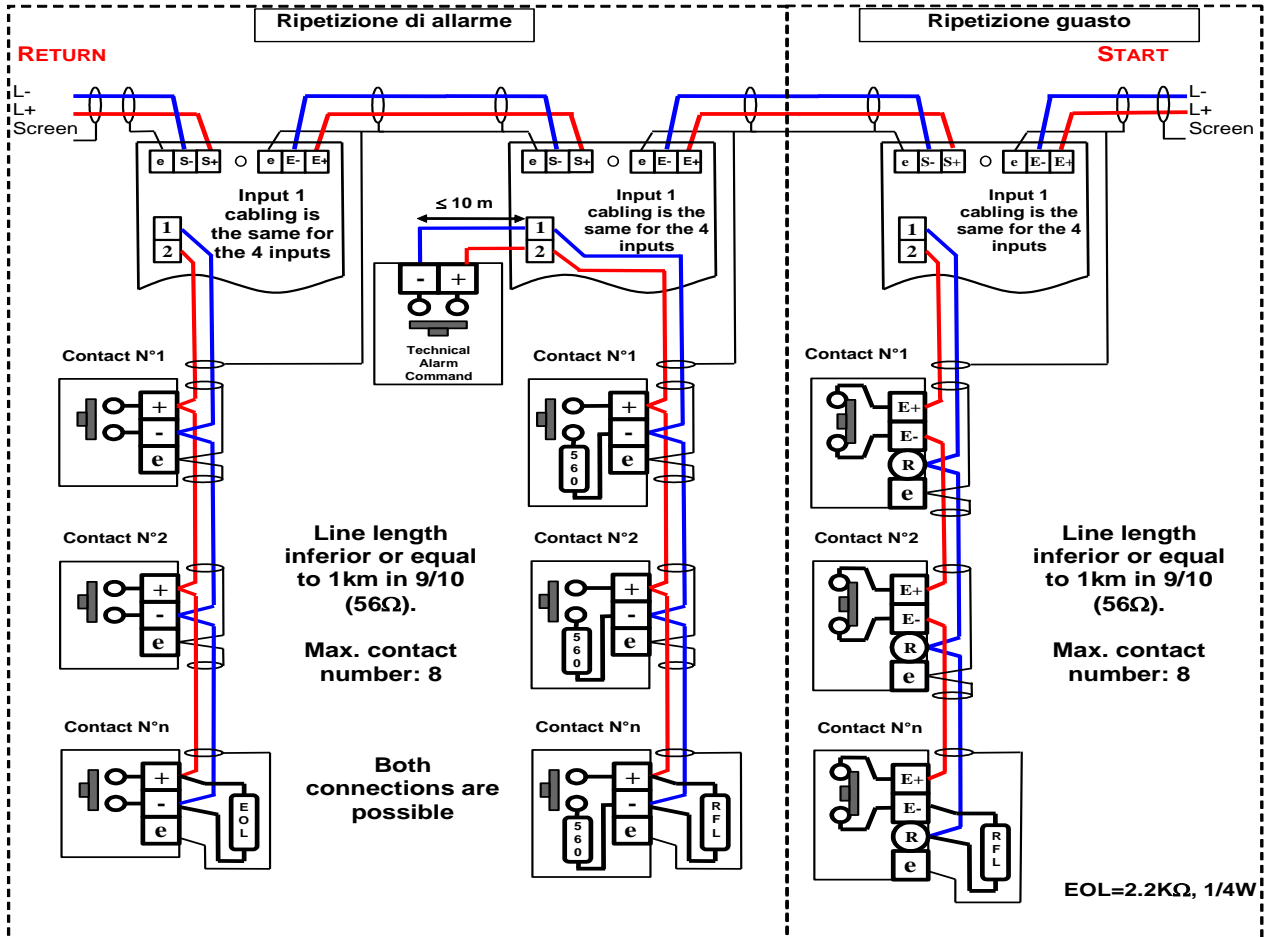 Ripetizione di allarme
Ripetizione guasto
RETURN
START
L-
L+
Screen
L-
L+
Screen
e S- S+ e E- E+
e S- S+ e E- E+
e S- S+ e E- E+
Input 1
cabling is
the same for
the 4 inputs
1
2
≤ 10 m
Input 1
cabling is the
same for the 4
inputs
1
2
Input 1
cabling is the
same for the 4
inputs
1
2
- +
Technical
Alarm
Command
Contact N°1
+
-
e
Contact N°1
+
-
e
560
Contact N°1
E+
E-
R
e
Contact N°2
+
-
e
Line length
inferior or equal
to 1km in 9/10
(56Ω).
Max. contact
number: 8
Contact N°2
+
-
e
560
Contact N°2
E+
E-
R
e
Line length
inferior or equal
to 1km in 9/10
(56Ω).
Max. contact
number: 8
Contact N°n
+
-
e
EOL
Both
connections are
possible
Contact N°n
+
-
e
560
RFL
Contact N°n
E+
E-
R
e
RFL
EOL=2.2KΩ, 1/4W